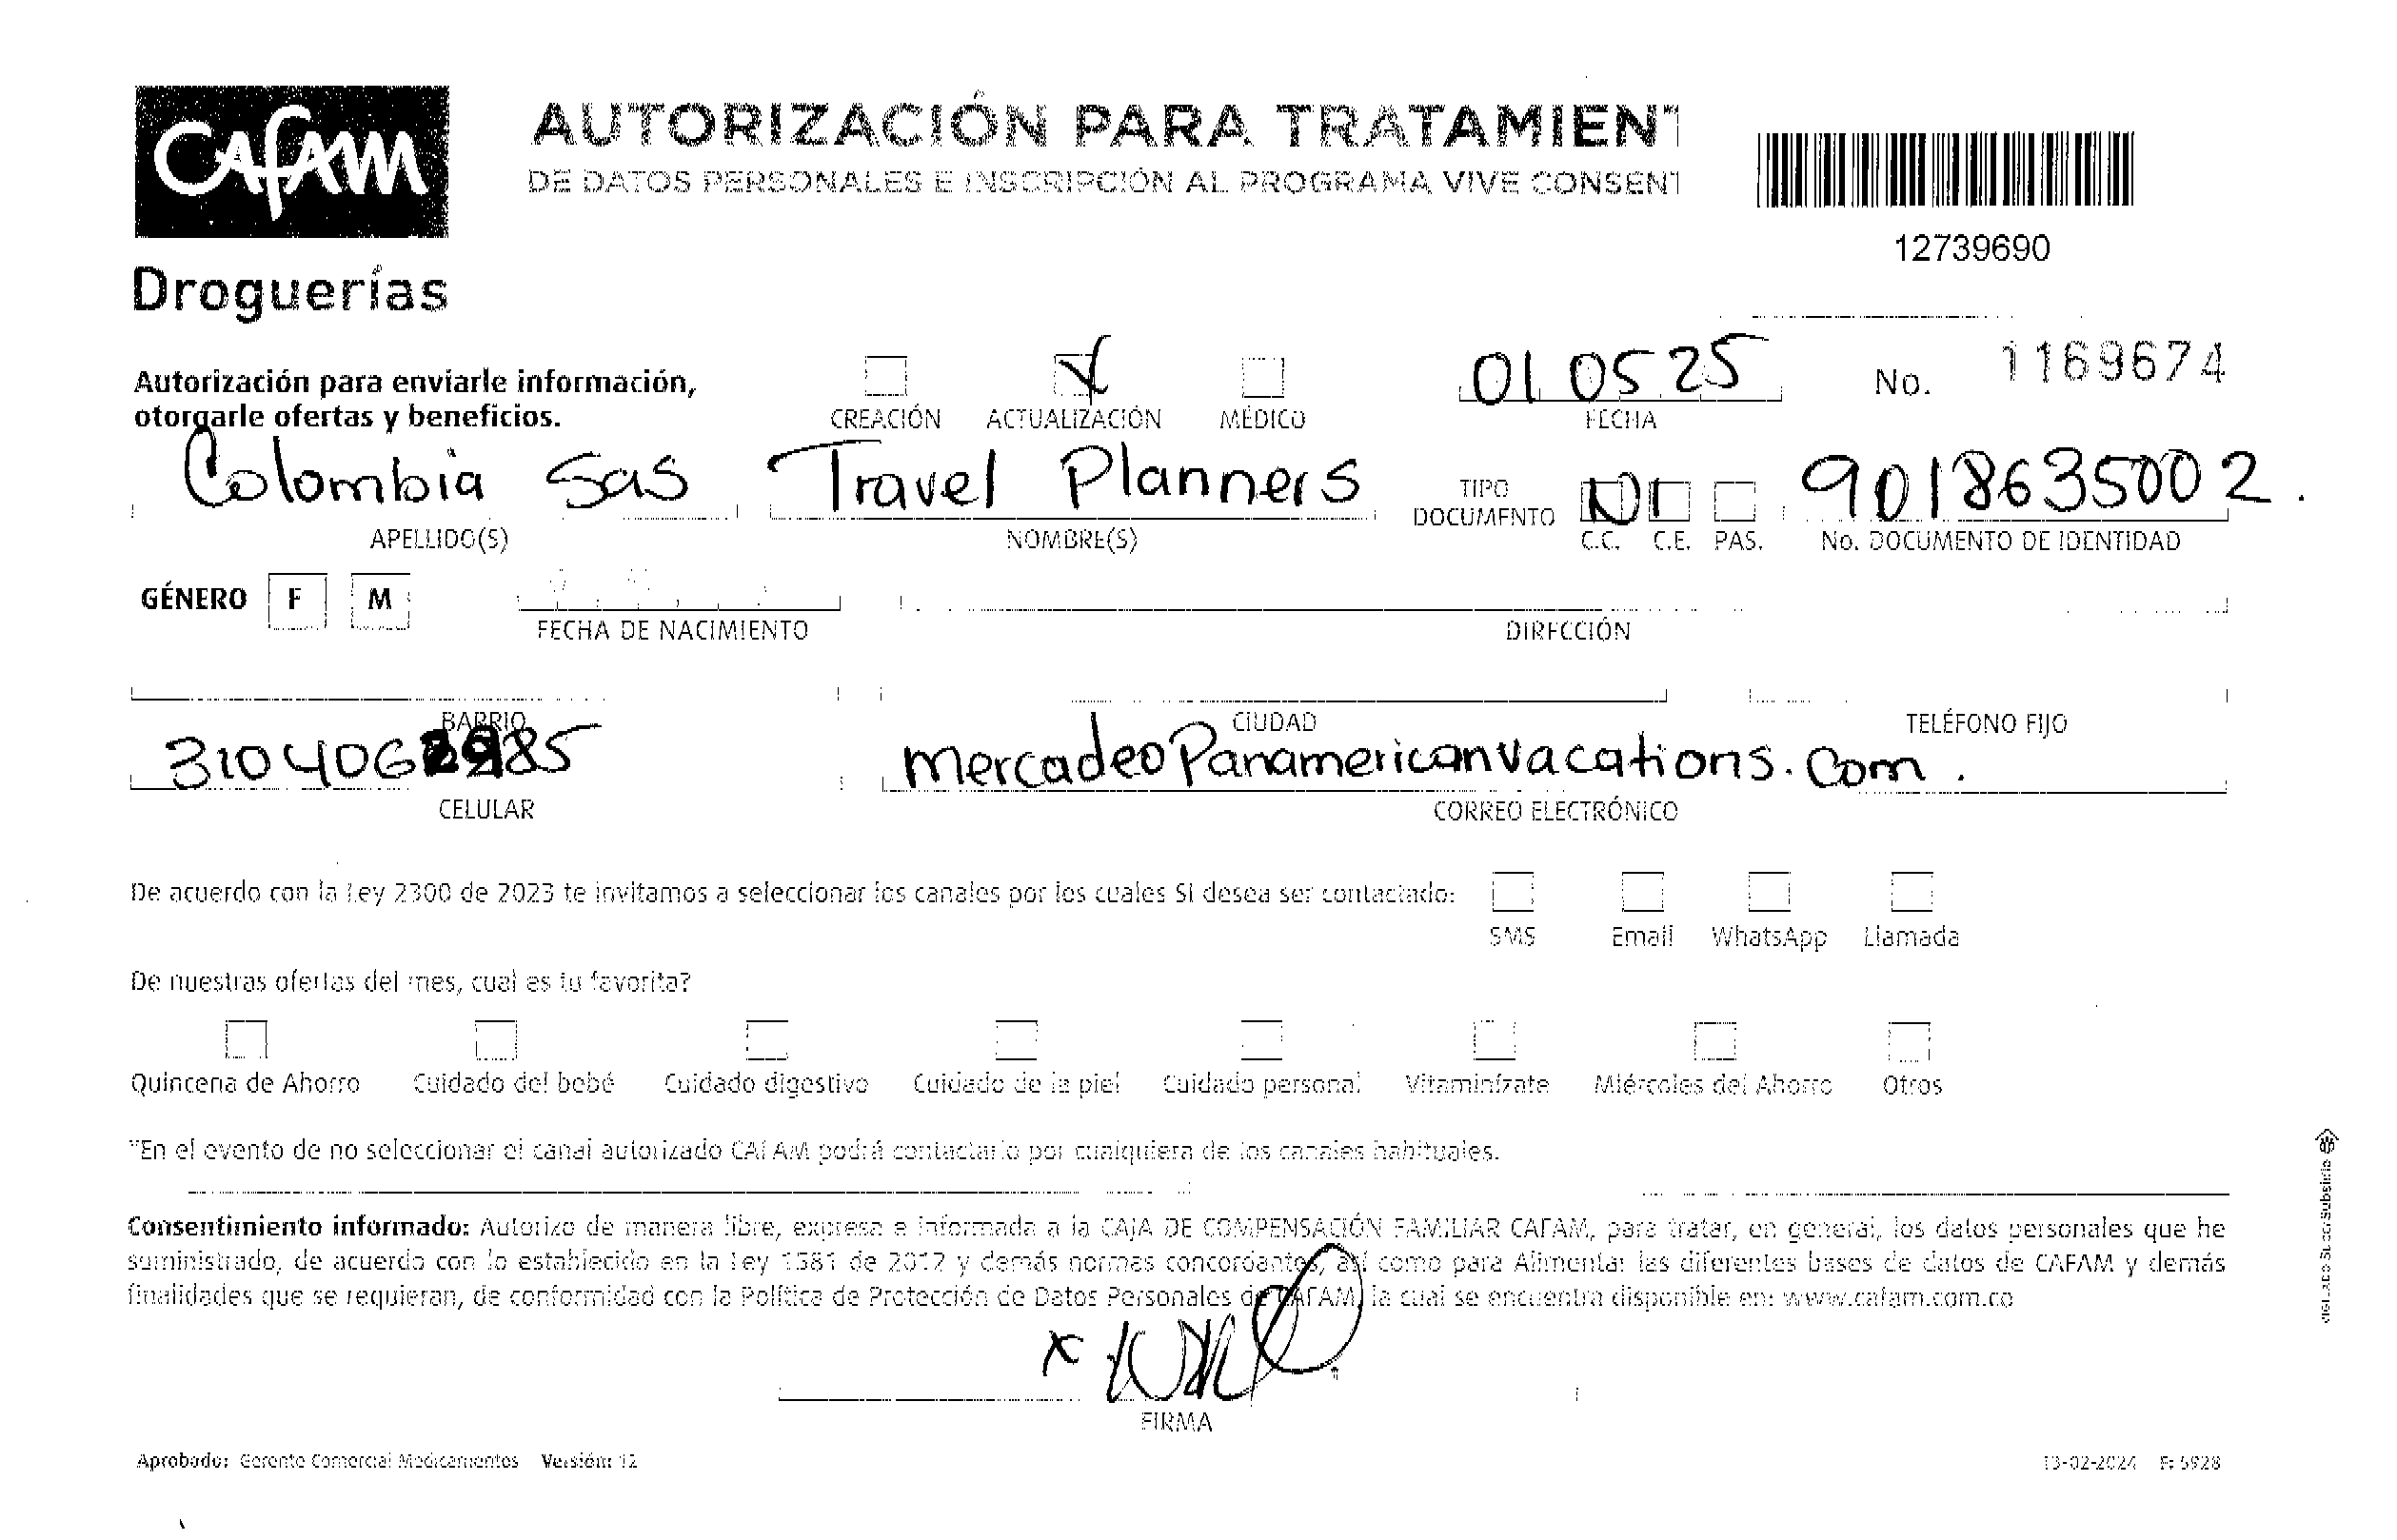 Cafam
Droguerías
AUTORIZACIÓN PARA TRATAMIENT
DE DATOS PERSONALES E INSCRIPCIÓN AL PROGRAMA VIVE CONSENT
12739690
Autorización para enviarle información,
otorgarle ofertas y beneficios.
CREACIÓN ACTUALIZACIÓN MÉDICO
010525
FECHA
No. 1169674
Colombia Sas Travel Planners
APELLIDO(S) NOMBRE(S)
TIPO DOCUMENTO NI
C.C. C.E. PAS.
9018635002.
No. DOCUMENTO DE IDENTIDAD
GÉNERO F M
FECHA DE NACIMIENTO DIRECCIÓN
BARRIO CIUDAD TELÉFONO FIJO
mercadeoPanamericanvacations.com.
CELULAR CORREO ELECTRÓNICO
De acuerdo con la Ley 2300 de 2023 te invitamos a seleccionar los canales por los cuales SI desea ser contactado:
SMS Email WhatsApp Llamada
De nuestras ofertas del mes, cual es tu favorita?
Quincena de Ahorro Cuidado del bebé Cuidado digestivo Cuidado de la piel Cuidado personal Vitaminízate Miércoles del Ahorro Otros
*En el evento de no seleccionar el canal autorizado CAFAM podrá contactarlo por cualquiera de los canales habituales.
Consentimiento informado: Autorizo de manera libre, expresa e informada a la CAJA DE COMPENSACIÓN FAMILIAR CAFAM, para tratar, en general, los datos personales que he
suministrado, de acuerdo con lo establecido en la Ley 1581 de 2012 y demás normas concordantes, así como para Alimentar las diferentes bases de datos de CAFAM y demás
finalidades que se requieran, de conformidad con la Política de Protección de Datos Personales de CAFAM, la cual se encuentra disponible en: www.cafam.com.co
x
FIRMA
Aprobado: Gerente Comercial Medicamentos Versión: 12
13-02-2024 F: 5928
VIGILADO SuperSubsidio